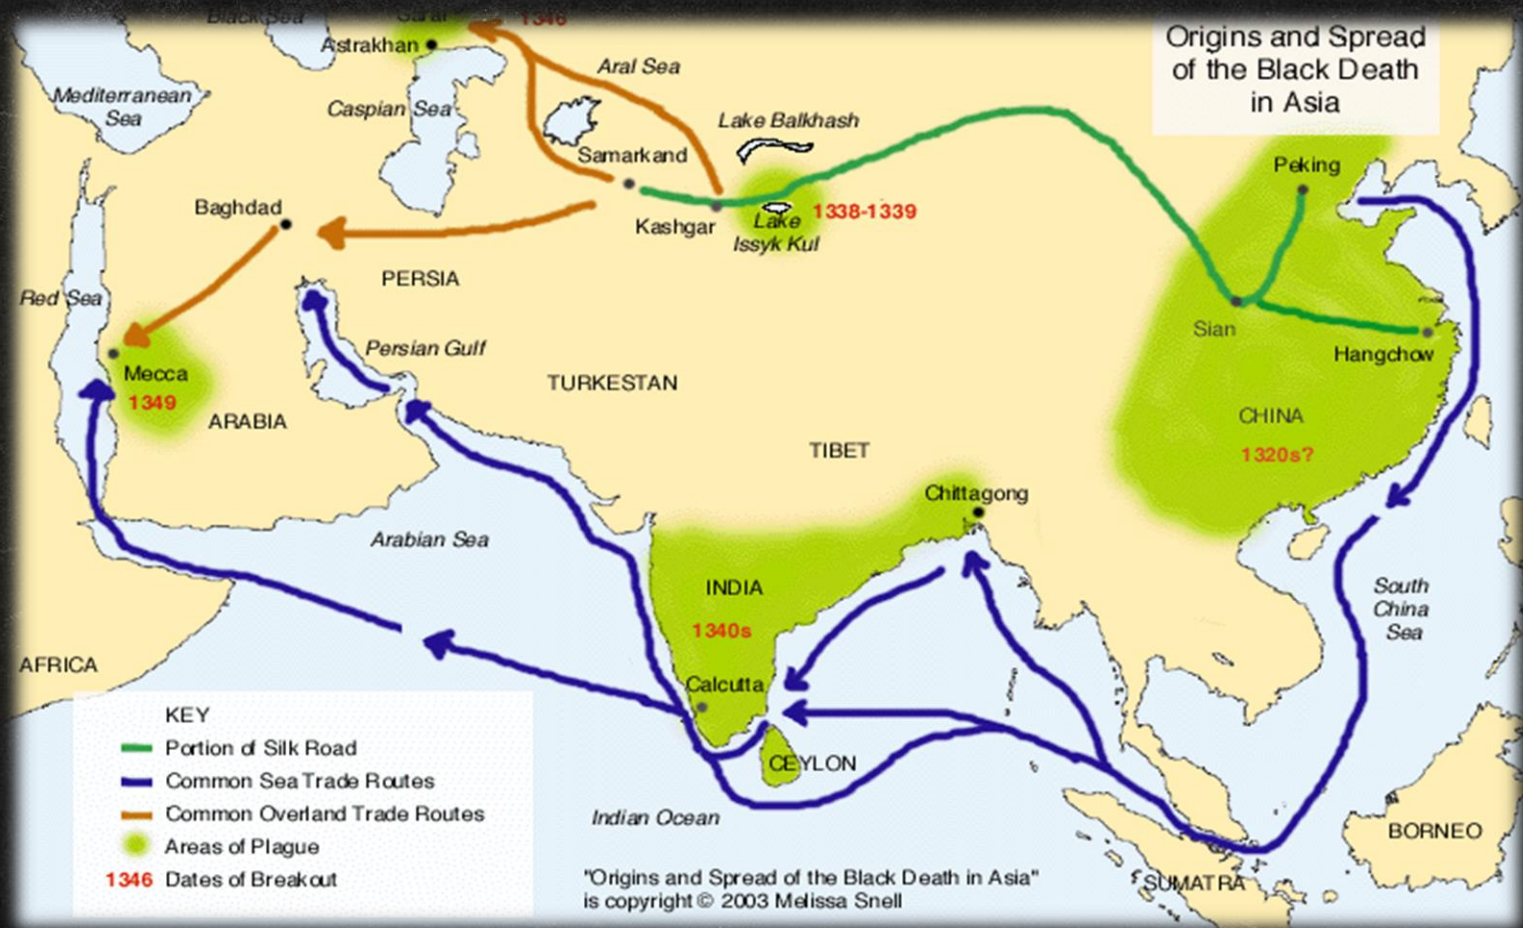 Black Sea
Sarai
1346
Astrakhan
Origins and Spread
of the Black Death
in Asia
Mediterranean
Sea
Caspian Sea
Aral Sea
Lake Balkhash
Samarkand
Peking
Baghdad
Kashgar
1338-1339
Lake
Issyk Kul
PERSIA
Red Sea
Sian
Hangchow
Persian Gulf
Mecca
1349
TURKESTAN
ARABIA
CHINA
1320s?
TIBET
Chittagong
Arabian Sea
INDIA
1340s
South
China
Sea
AFRICA
Calcutta
CEYLON
Indian Ocean
BORNEO
SUMATRA
KEY
Portion of Silk Road
Common Sea Trade Routes
Common Overland Trade Routes
Areas of Plague
1346 Dates of Breakout
"Origins and Spread of the Black Death in Asia"
is copyright © 2003 Melissa Snell